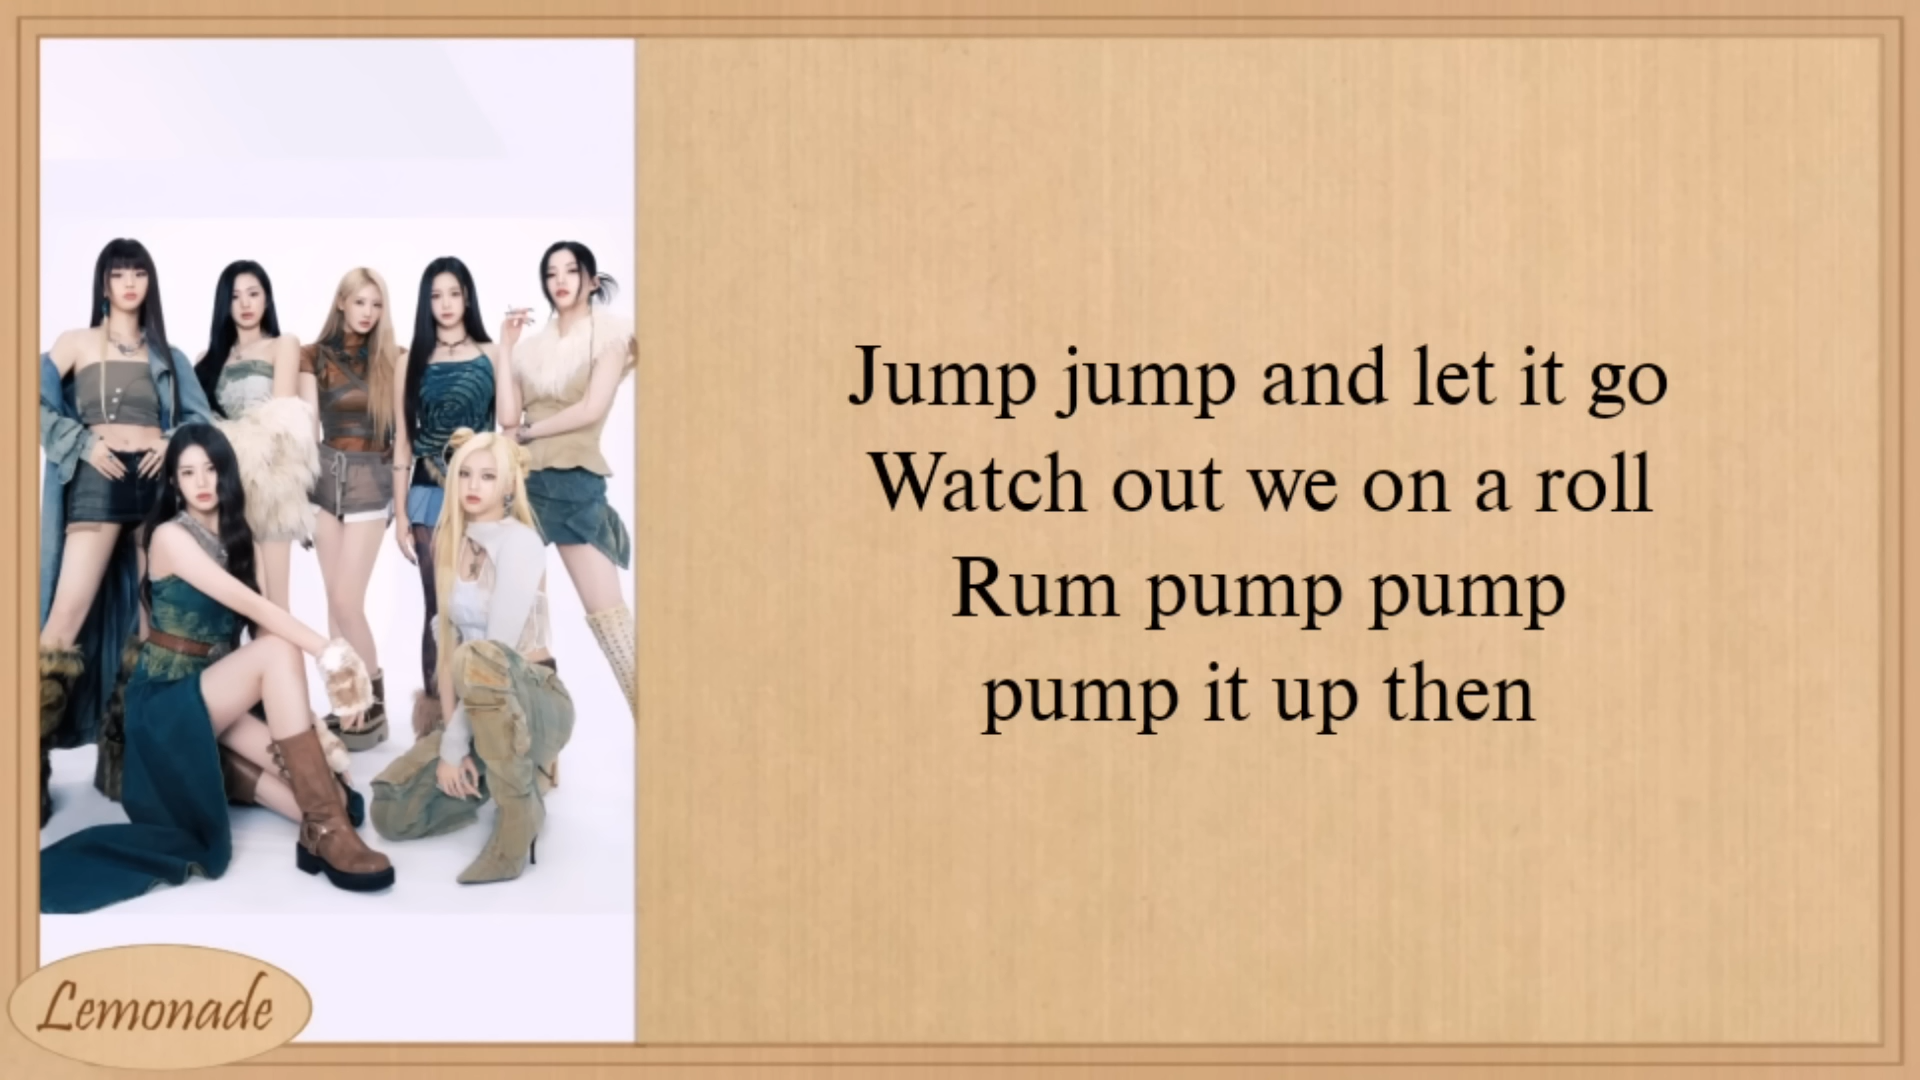 Jump jump and let it go
Watch out we on a roll
Rum pump pump
pump it up then
Lemonade